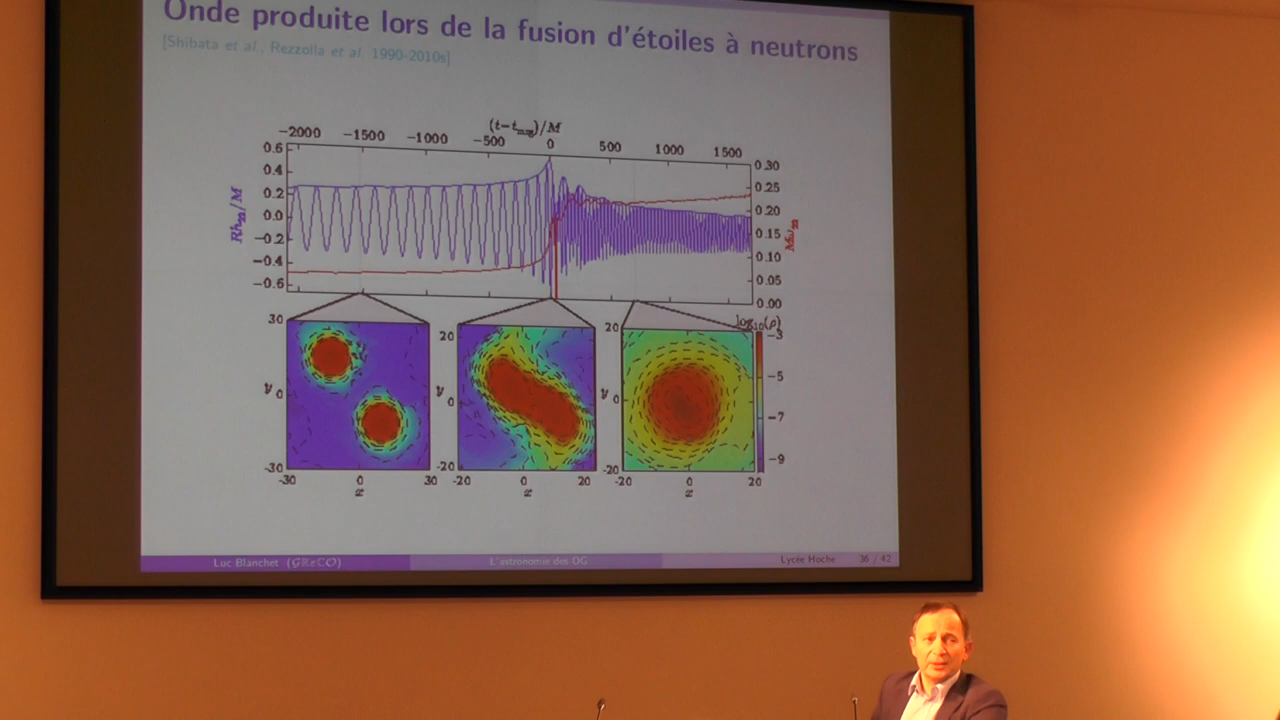 Onde produite lors de la fusion d'étoiles à neutrons
[Shibata et al., Rezzolla et al. 1990-2010s]
(t-t_mrg)/M
-2000 -1500 -1000 -500 0 500 1000 1500
0.6
0.4
0.2
0.0
-0.2
-0.4
-0.6
Rh₂₂/M
0.30
0.25
0.20
0.15
0.10
0.05
0.00
Mω₂₂
30
0
-30
y
-30 0 30
x
20
0
-20
y
-20 0 20
x
20
0
-20
y
-20 0 20
x
log₁₀(ρ)
-3
-5
-7
-9
Luc Blanchet (GReCO) L'astronomie des OG Lycée Hoche 36 / 42